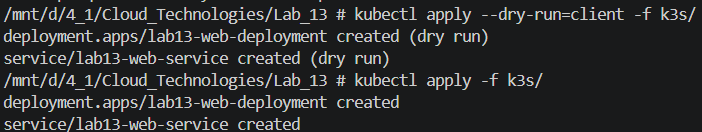 /mnt/d/4_1/Cloud_Technologies/Lab_13 # kubectl apply --dry-run=client -f k3s/
deployment.apps/lab13-web-deployment created (dry run)
service/lab13-web-service created (dry run)
/mnt/d/4_1/Cloud_Technologies/Lab_13 # kubectl apply -f k3s/
deployment.apps/lab13-web-deployment created
service/lab13-web-service created